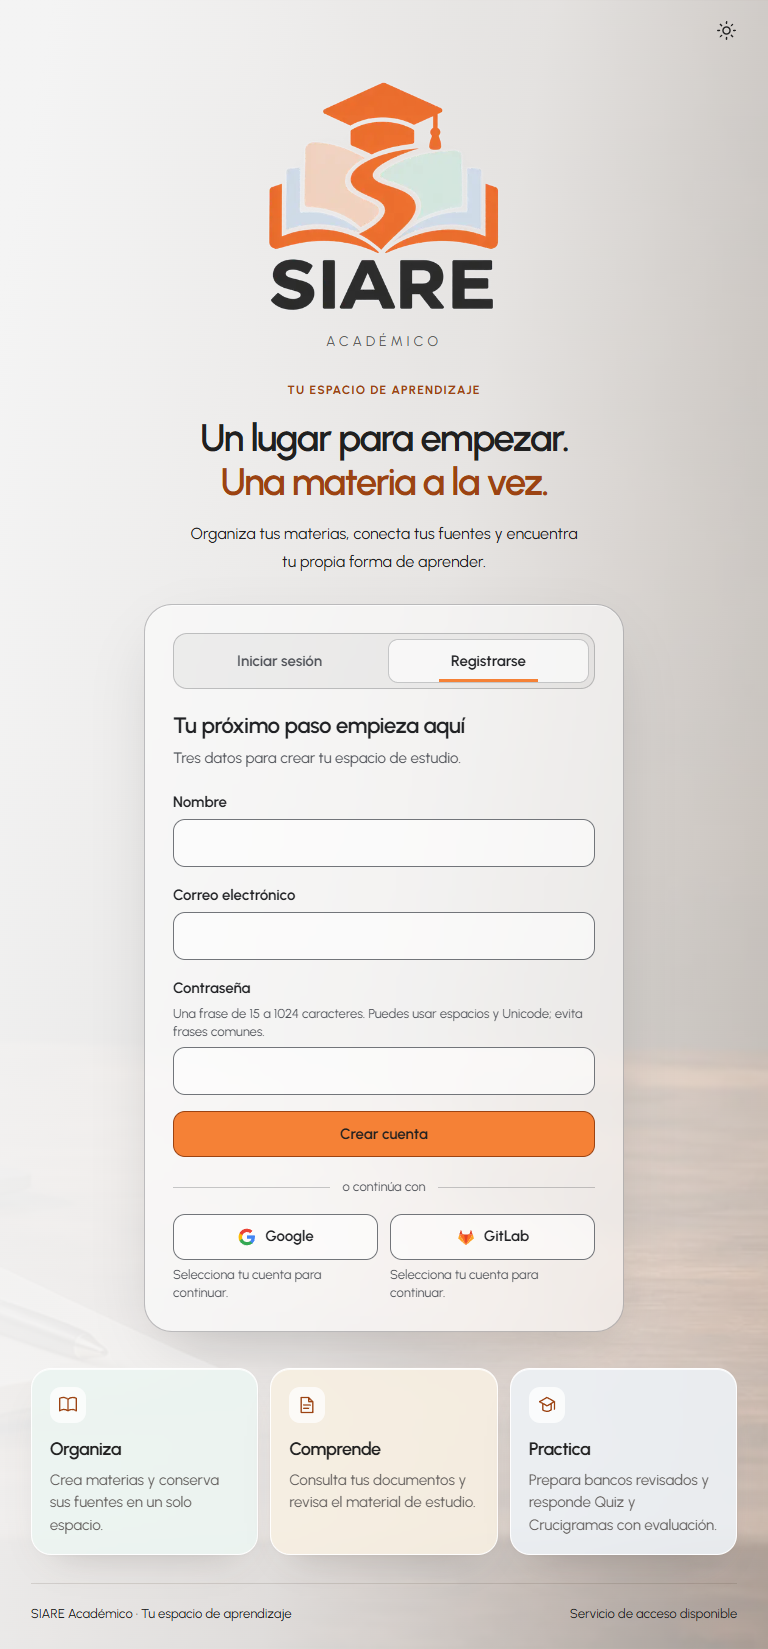 SIARE
ACADÉMICO
TU ESPACIO DE APRENDIZAJE
Un lugar para empezar.
Una materia a la vez.
Organiza tus materias, conecta tus fuentes y encuentra
tu propia forma de aprender.
Iniciar sesión
Registrarse
Tu próximo paso empieza aquí
Tres datos para crear tu espacio de estudio.
Nombre
Correo electrónico
Contraseña
Una frase de 15 a 1024 caracteres. Puedes usar espacios y Unicode; evita
frases comunes.
Crear cuenta
o continúa con
Google
GitLab
Selecciona tu cuenta para
continuar.
Selecciona tu cuenta para
continuar.
Organiza
Crea materias y conserva
sus fuentes en un solo
espacio.
Comprende
Consulta tus documentos y
revisa el material de estudio.
Practica
Prepara bancos revisados y
responde Quiz y
Crucigramas con evaluación.
SIARE Académico · Tu espacio de aprendizaje
Servicio de acceso disponible